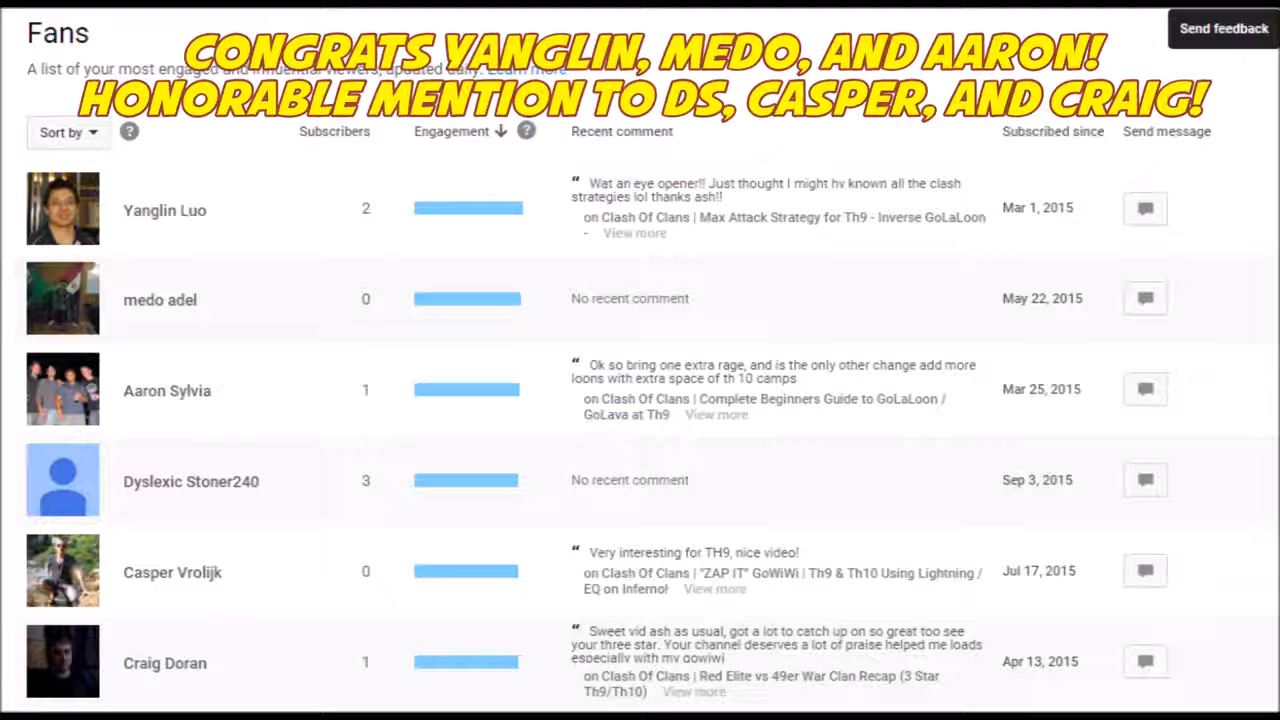 Fans
Send feedback
CONGRATS YANGLIN, MEDO, AND AARON!
A list of your most engaged and influential viewers, updated daily. Learn more
HONORABLE MENTION TO DS, CASPER, AND CRAIG!
Sort by ? Subscribers Engagement ? Recent comment Subscribed since Send message
“ Wat an eye opener!! Just thought I might hv known all the clash
strategies lol thanks ash!!
Yanglin Luo 2 Mar 1, 2015
on Clash Of Clans | Max Attack Strategy for Th9 - Inverse GoLaLoon
- View more
medo adel 0 No recent comment May 22, 2015
“ Ok so bring one extra rage, and is the only other change add more
loons with extra space of th 10 camps
Aaron Sylvia 1 Mar 25, 2015
on Clash Of Clans | Complete Beginners Guide to GoLaLoon /
GoLava at Th9 View more
Dyslexic Stoner240 3 No recent comment Sep 3, 2015
“ Very interesting for TH9, nice video!
Casper Vrolijk 0 Jul 17, 2015
on Clash Of Clans | "ZAP IT" GoWiWi | Th9 & Th10 Using Lightning /
EQ on Inferno! View more
“ Sweet vid ash as usual, got a lot to catch up on so great too see
your three star. Your channel deserves a lot of praise helped me loads
especially with my gowiwi
Craig Doran 1 Apr 13, 2015
on Clash Of Clans | Red Elite vs 49er War Clan Recap (3 Star
Th9/Th10) View more